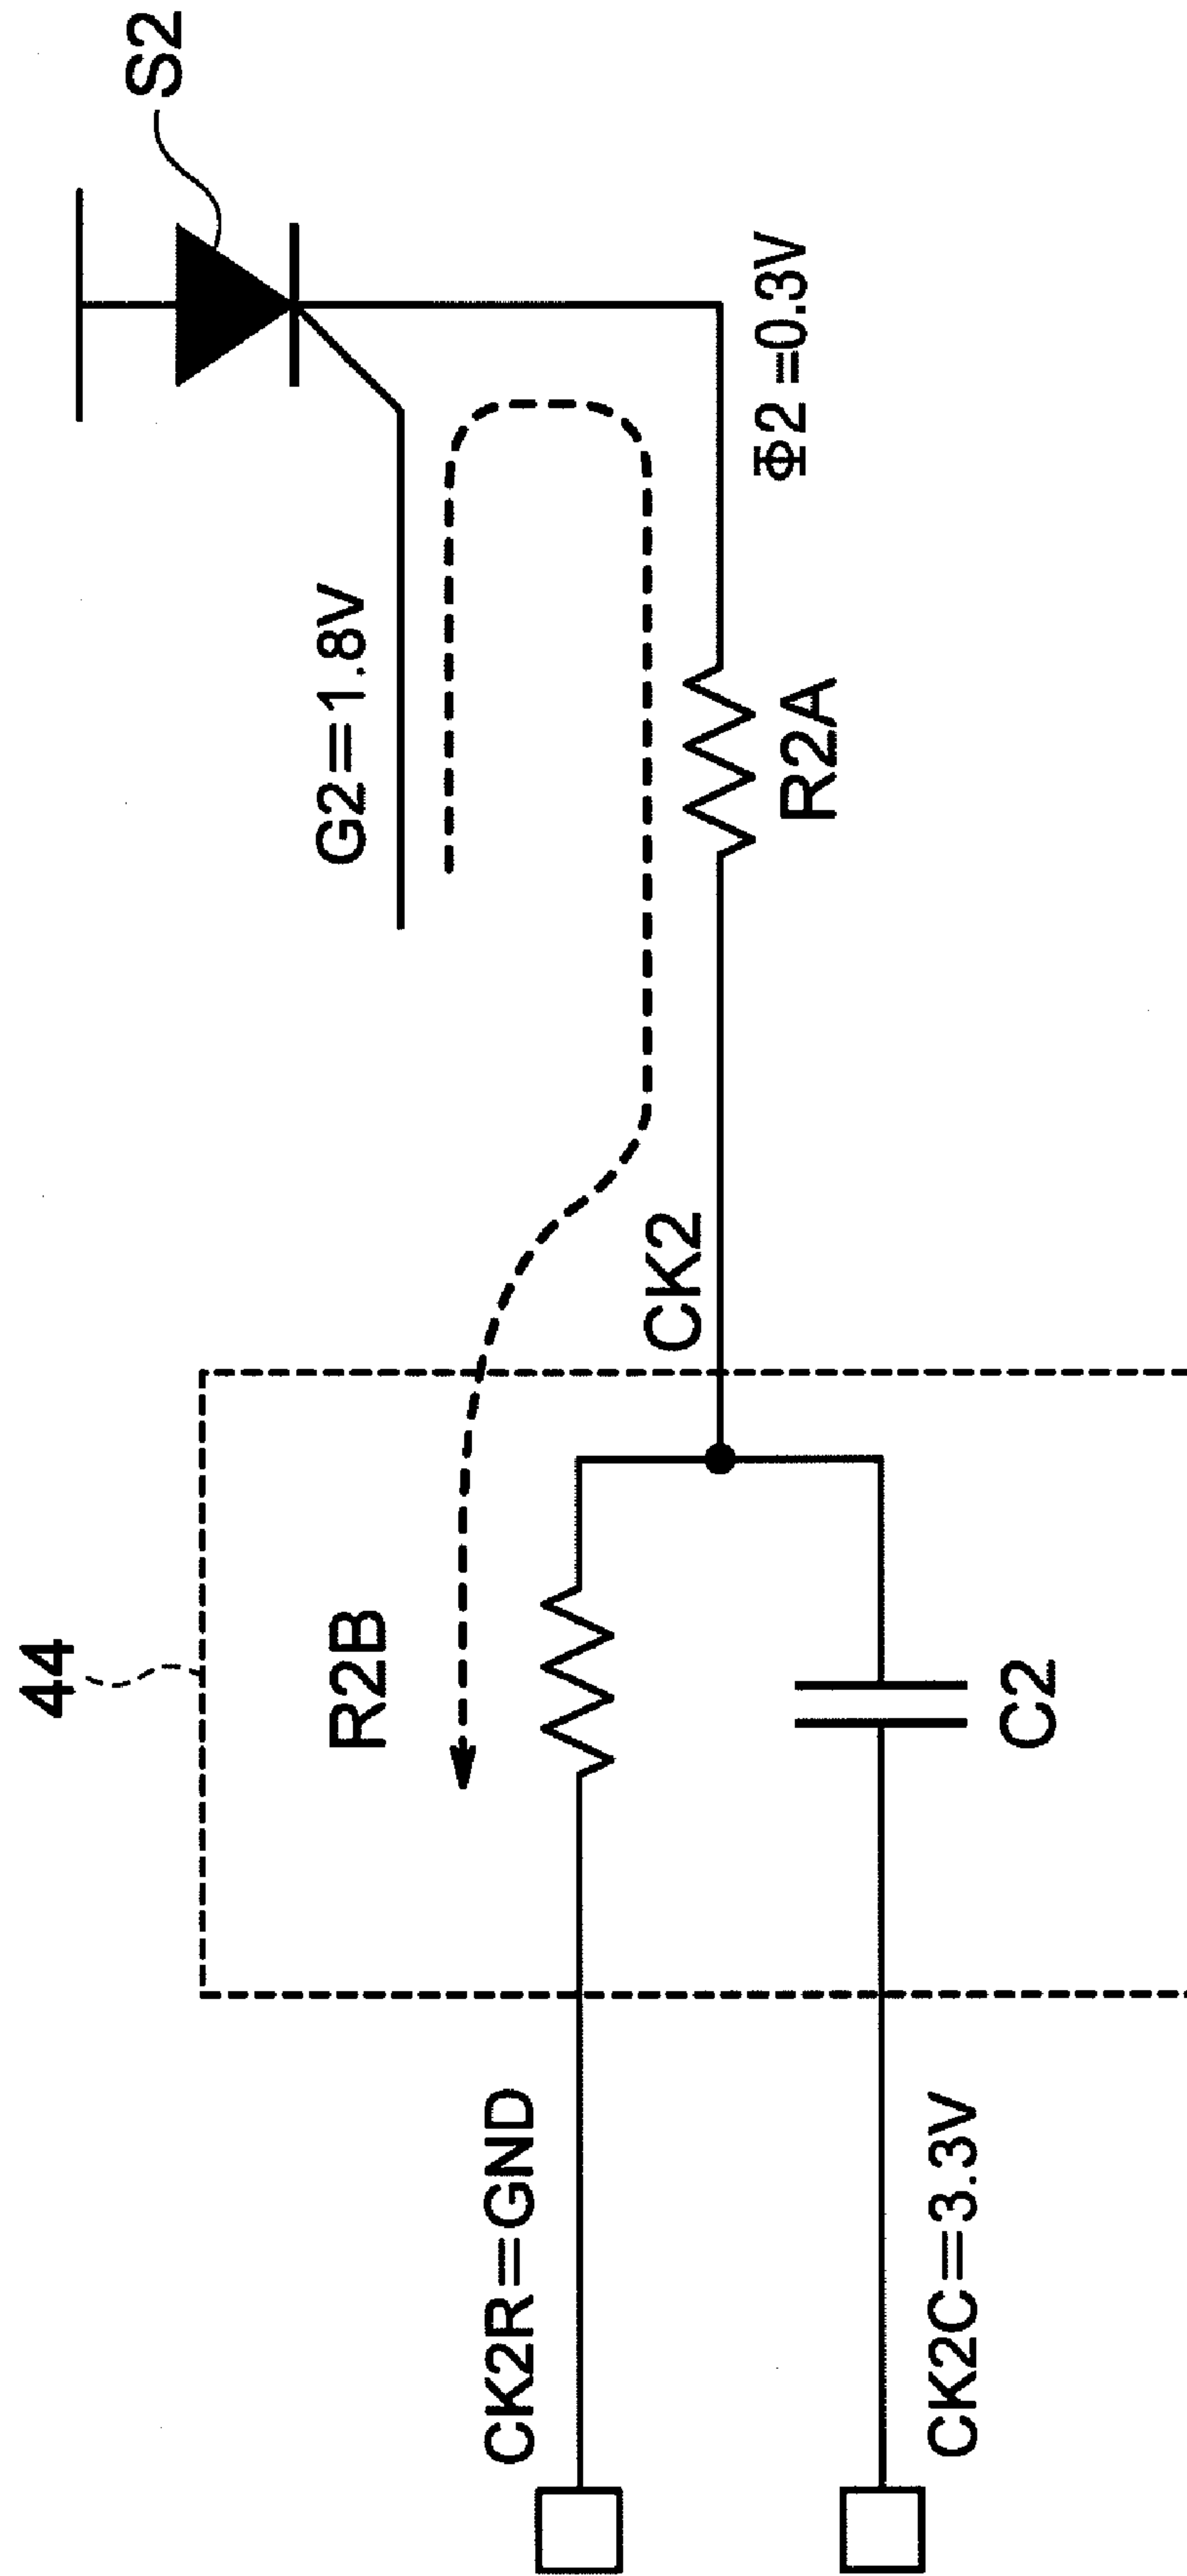 44
R2B
C2
CK2R=GND
CK2C=3.3V
CK2
R2A
G2=1.8V
Φ2=0.3V
S2